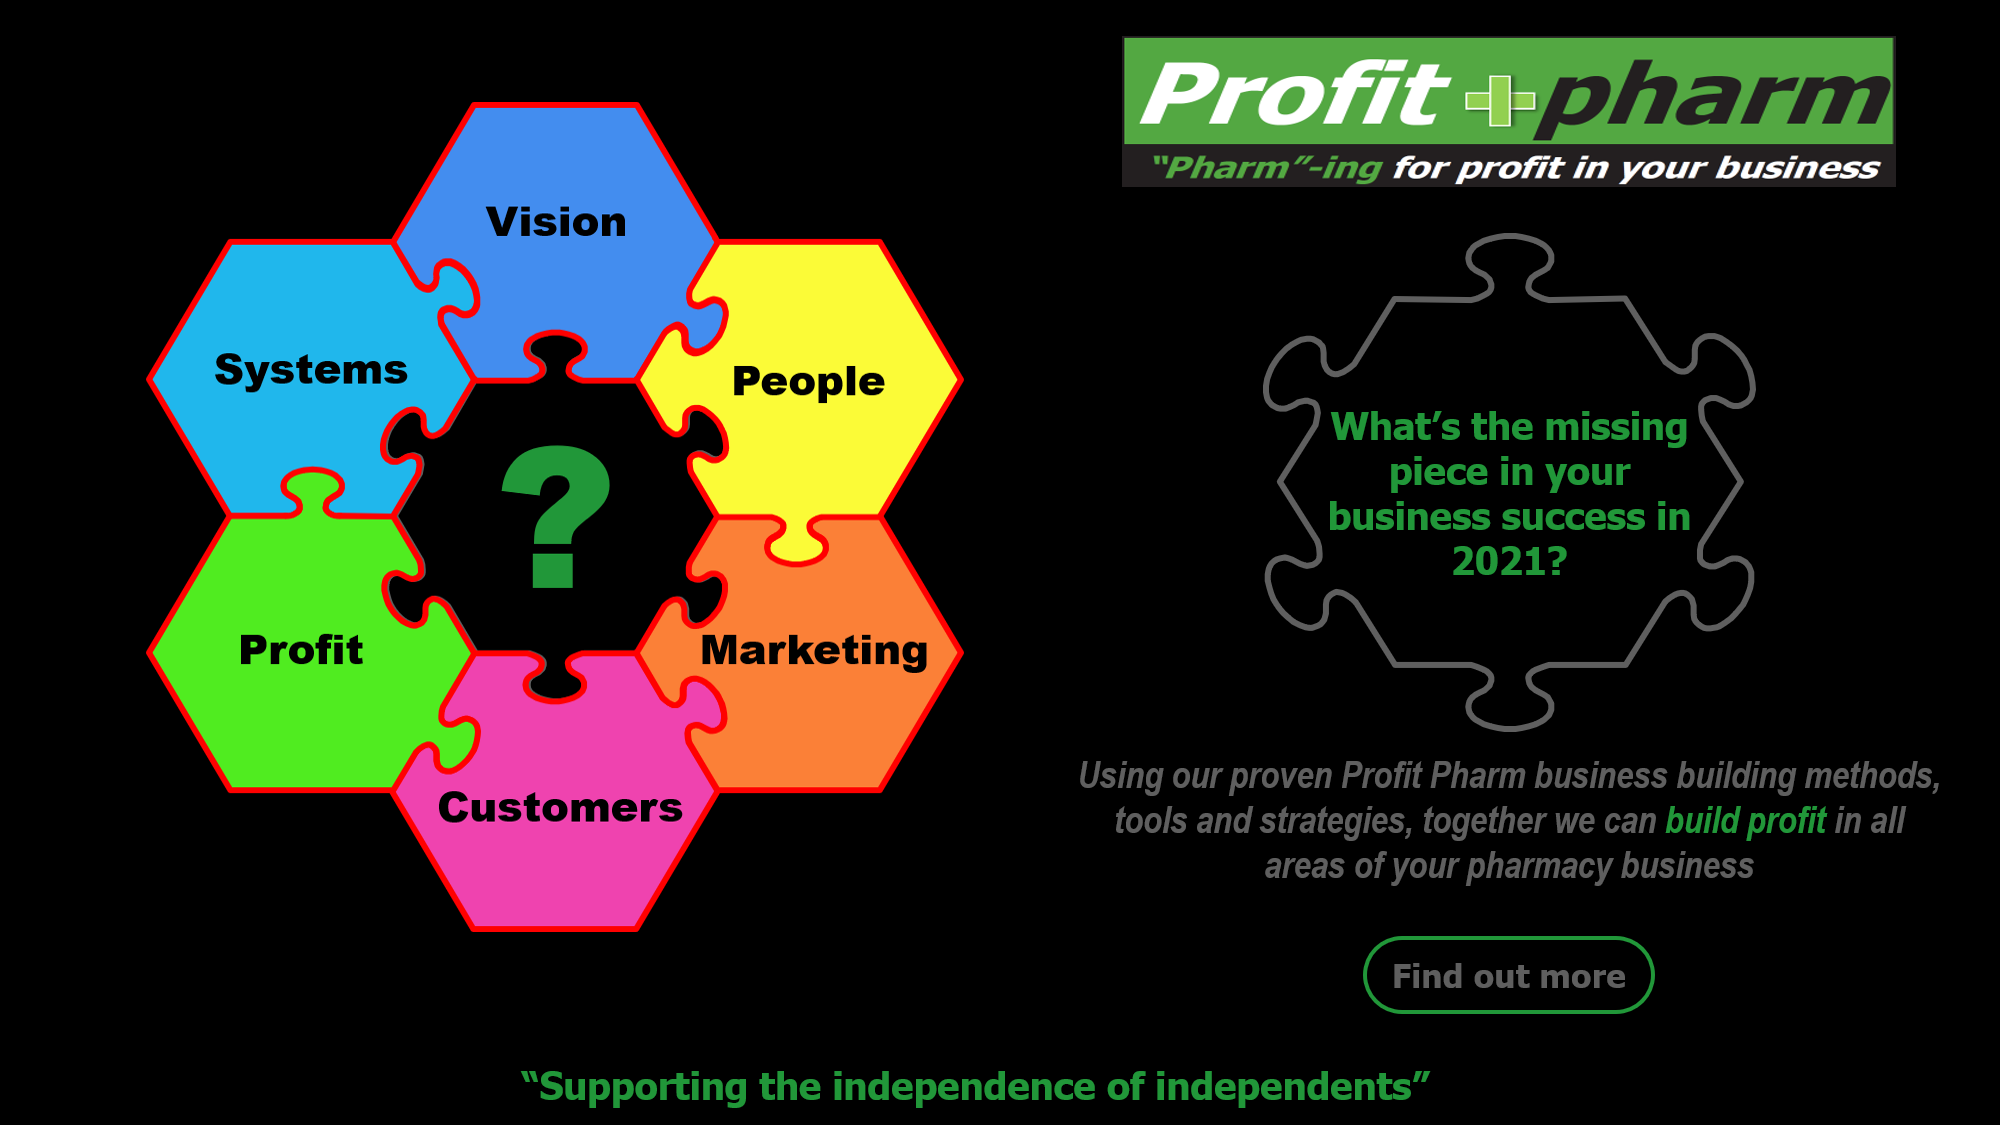 Vision
Systems
People
?
Profit
Marketing
Customers
Profit +pharm
“Pharm”-ing for profit in your business
What’s the missing
piece in your
business success in
2021?
Using our proven Profit Pharm business building methods,
tools and strategies, together we can build profit in all
areas of your pharmacy business
Find out more
“Supporting the independence of independents”